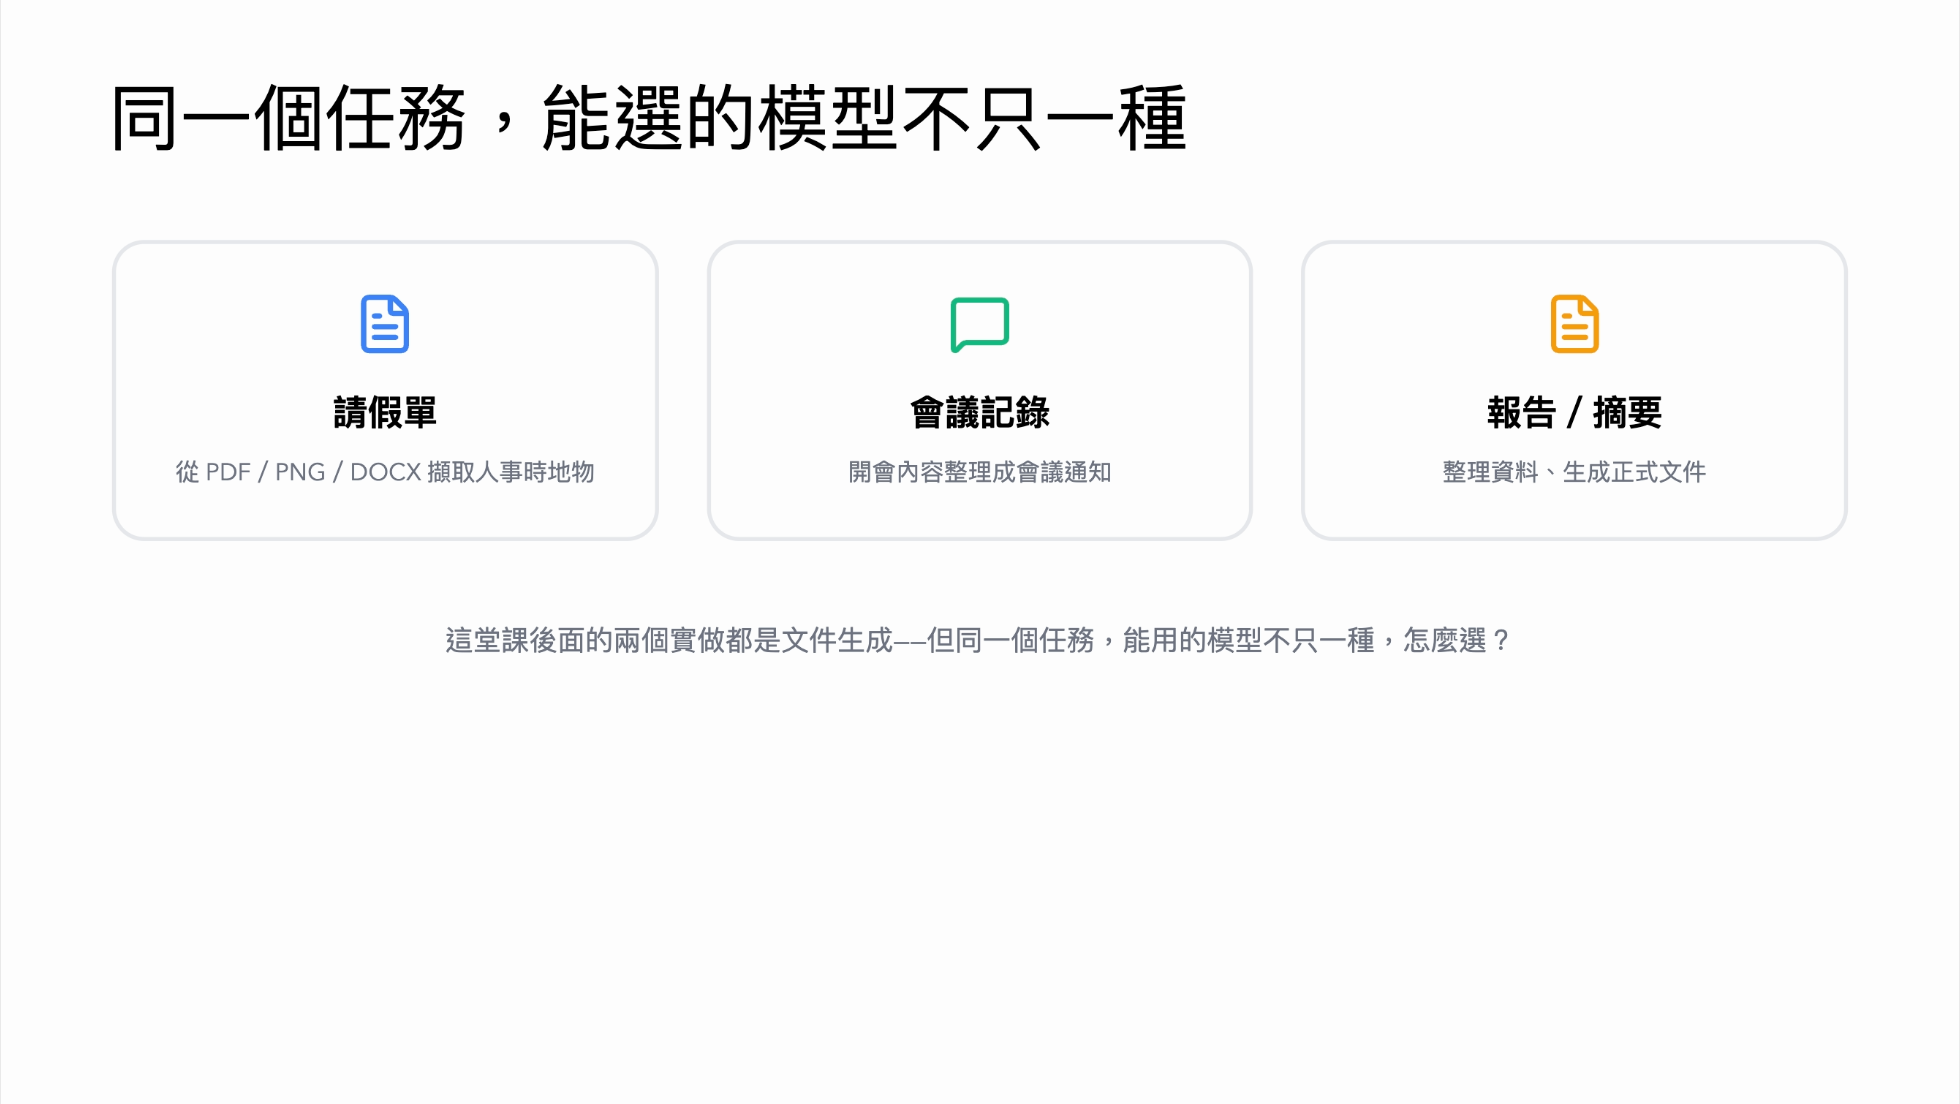 同一個任務，能選的模型不只一種
請假單
從 PDF / PNG / DOCX 擷取人事時地物
會議記錄
開會內容整理成會議通知
報告 / 摘要
整理資料、生成正式文件
這堂課後面的兩個實做都是文件生成——但同一個任務，能用的模型不只一種，怎麼選？